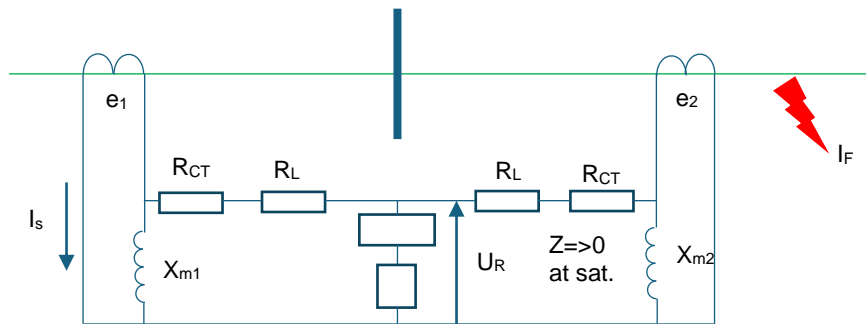 e1
e2
IF
RCT
RL
RL
RCT
Is
Xm1
UR
Z=>0
at sat.
Xm2